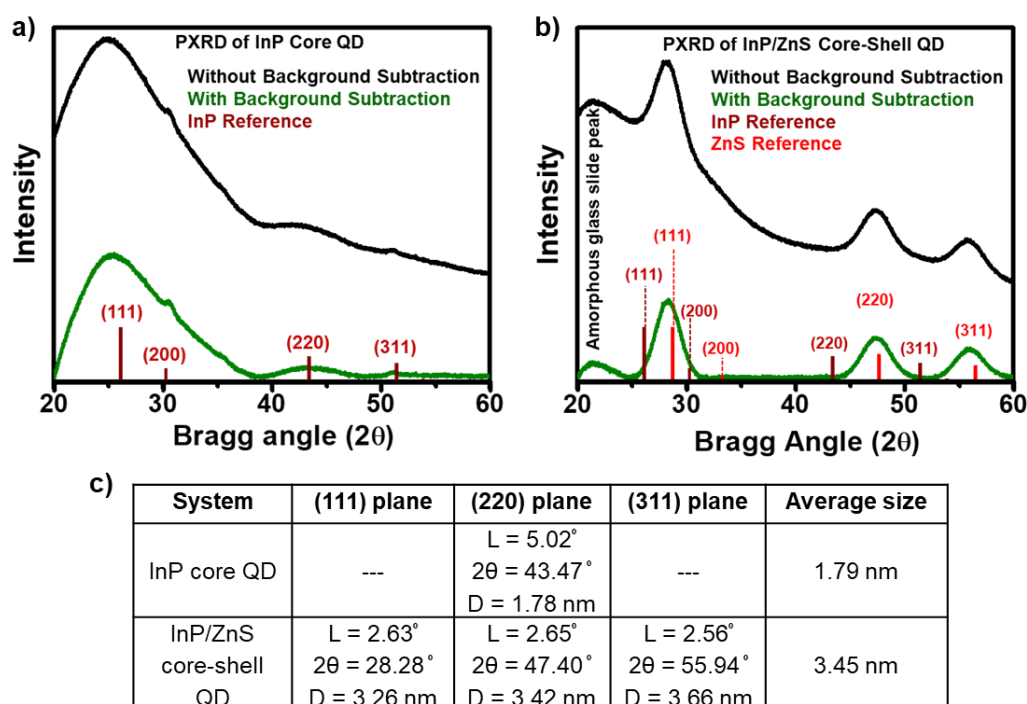 a)
PXRD of InP Core QD
Without Background Subtraction
With Background Subtraction
InP Reference
Intensity
(111)
(200)
(220)
(311)
20 30 40 50 60
Bragg angle (2θ)
b)
PXRD of InP/ZnS Core-Shell QD
Without Background Subtraction
With Background Subtraction
InP Reference
ZnS Reference
Intensity
Amorphous glass slide peak
(111)
(111)
(200)
(200)
(220)
(220)
(311)
(311)
20 30 40 50 60
Bragg Angle (2θ)
c)
System (111) plane (220) plane (311) plane Average size
InP core QD --- L = 5.02° 2θ = 43.47° D = 1.78 nm --- 1.79 nm
InP/ZnS core-shell QD L = 2.63° 2θ = 28.28° D = 3.26 nm L = 2.65° 2θ = 47.40° D = 3.42 nm L = 2.56° 2θ = 55.94° D = 3.66 nm 3.45 nm